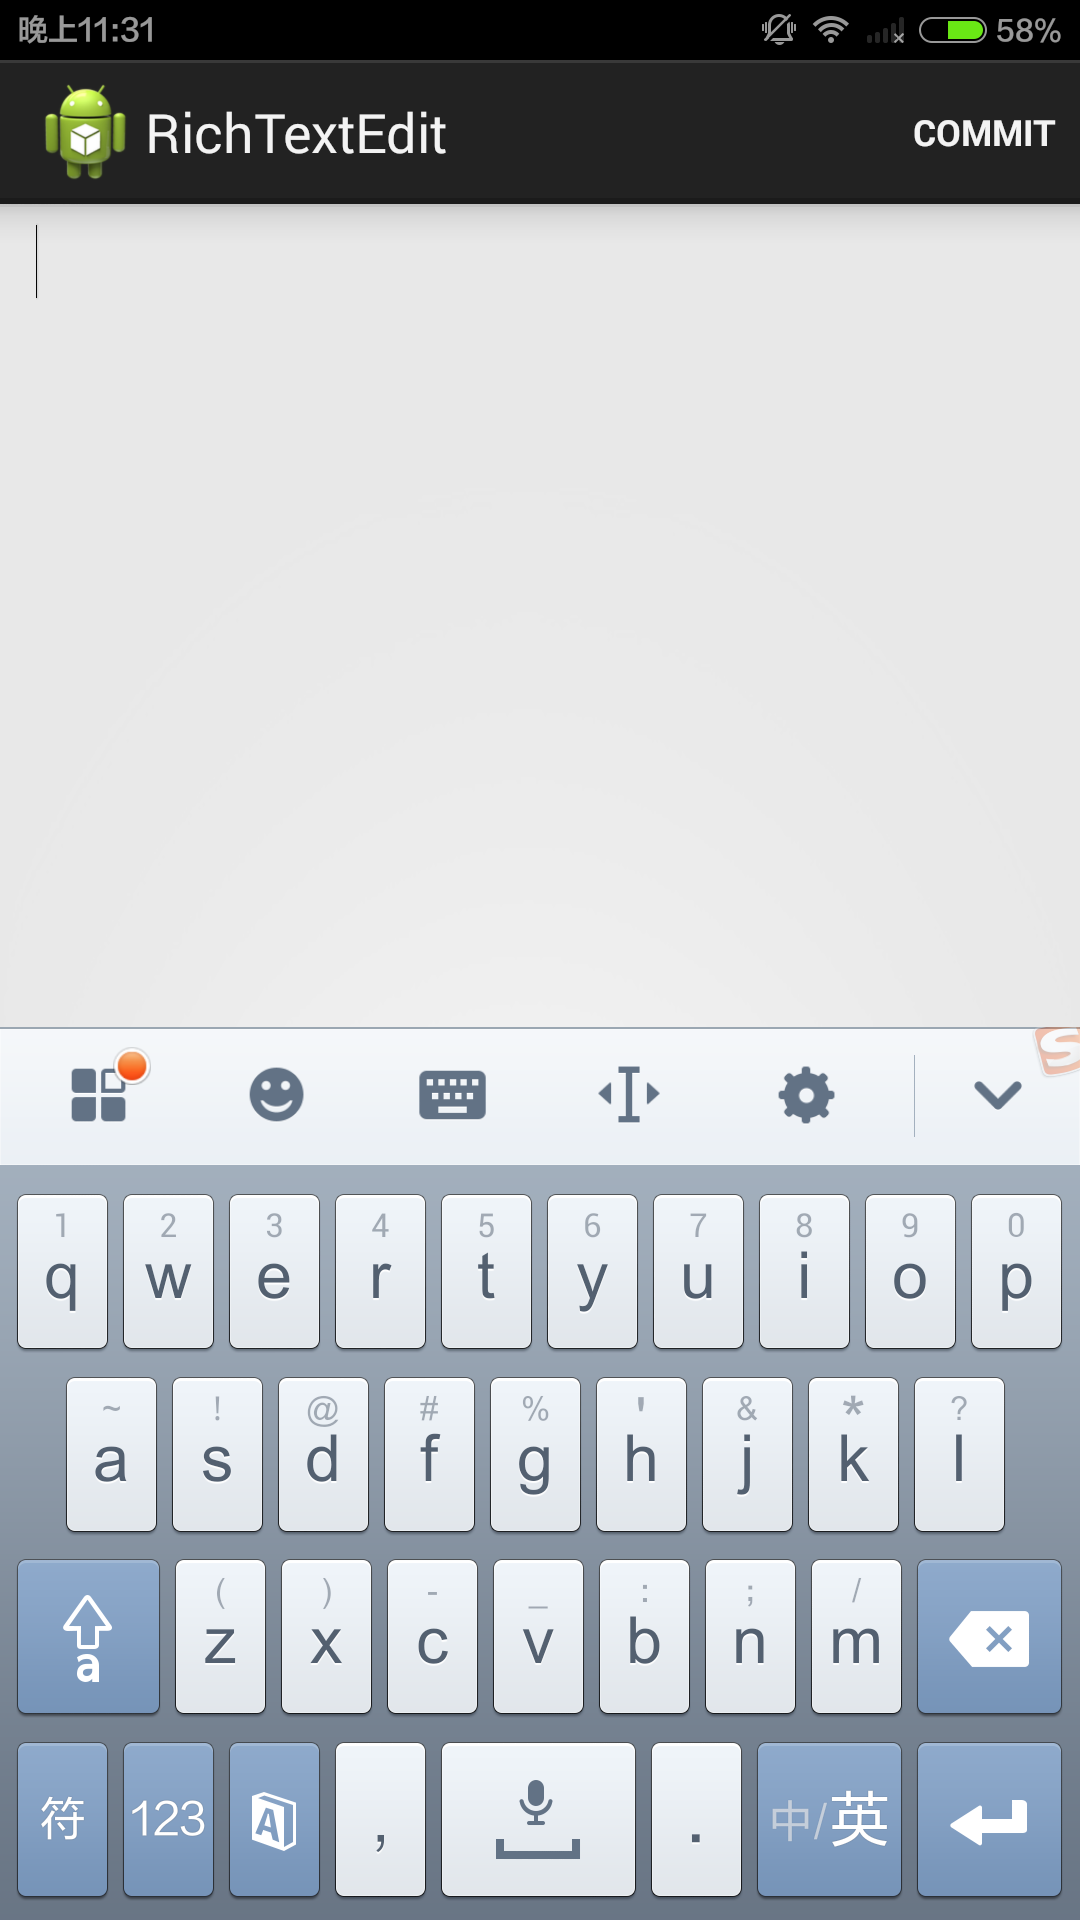 晚上11:31 58%
RichTextEdit COMMIT
S
1 2 3 4 5 6 7 8 9 0
q w e r t y u i o p
~ ! @ # % ' & * ?
a s d f g h j k l
( ) - _ : ; /
a z x c v b n m
符 123 A , . 中/英